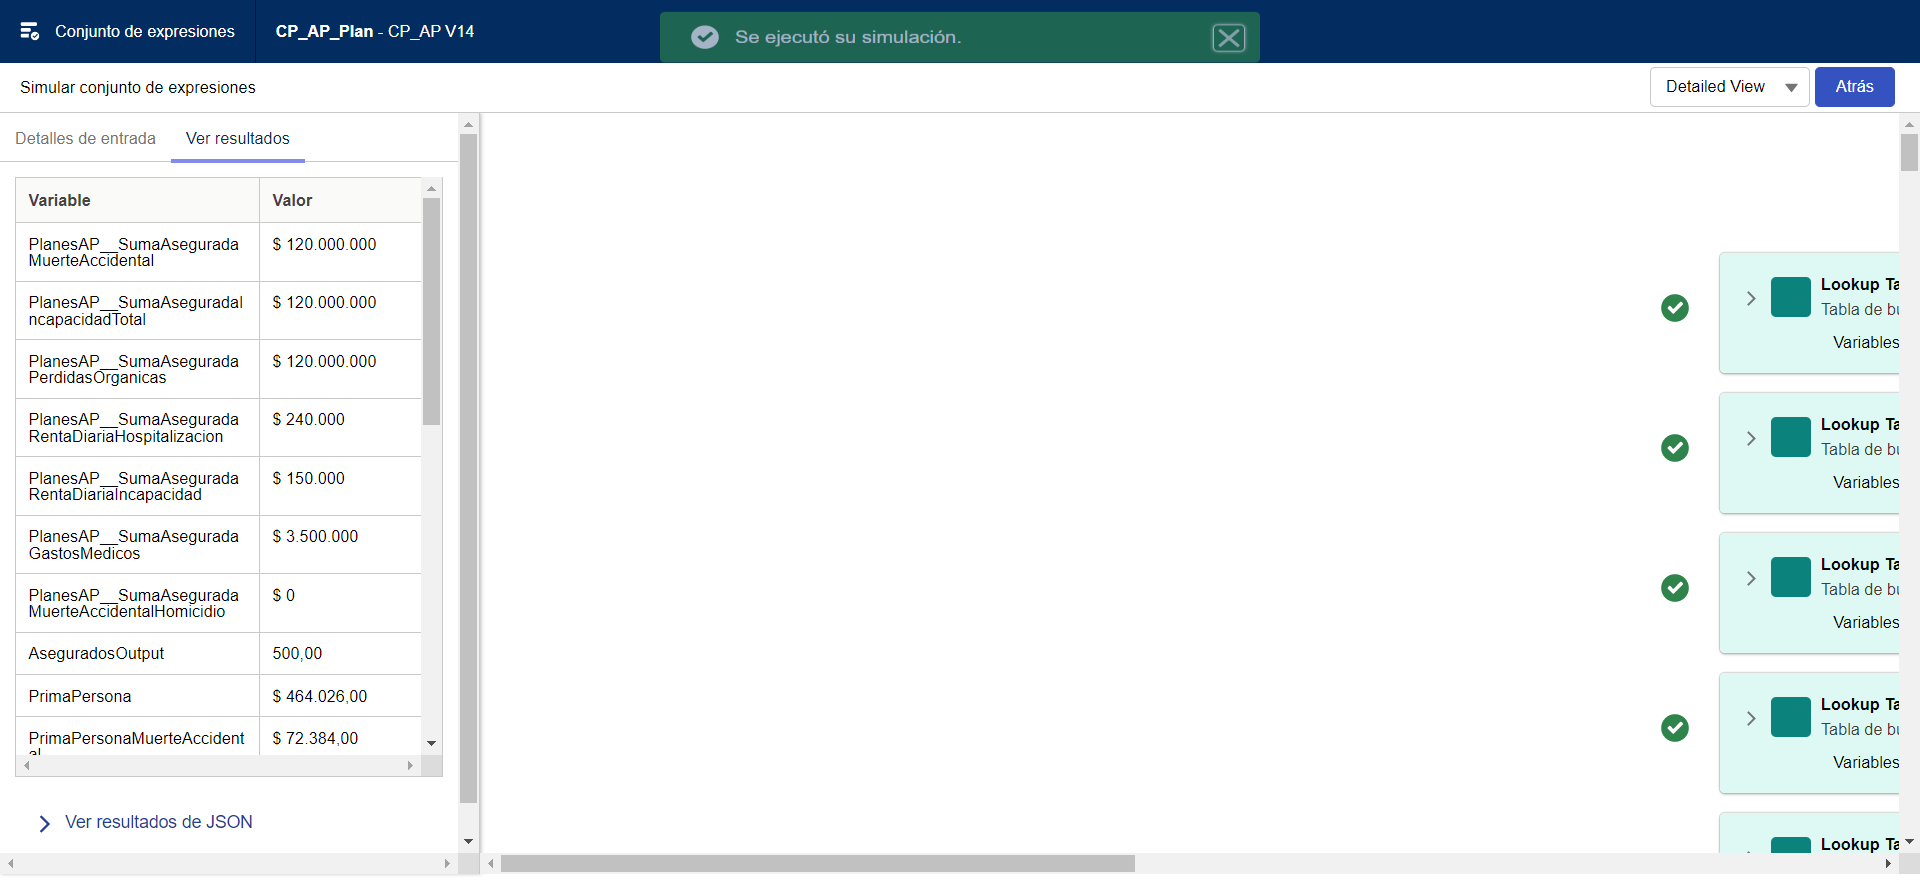 Conjunto de expresiones
CP_AP_Plan - CP_AP V14
Se ejecutó su simulación.
Simular conjunto de expresiones
Detailed View
Atrás
Detalles de entrada
Ver resultados
Variable
Valor
PlanesAP__SumaAsegurada
MuerteAccidental
$ 120.000.000
PlanesAP__SumaAseguradaI
ncapacidadTotal
$ 120.000.000
PlanesAP__SumaAsegurada
PerdidasOrganicas
$ 120.000.000
PlanesAP__SumaAsegurada
RentaDiariaHospitalizacion
$ 240.000
PlanesAP__SumaAsegurada
RentaDiariaIncapacidad
$ 150.000
PlanesAP__SumaAsegurada
GastosMedicos
$ 3.500.000
PlanesAP__SumaAsegurada
MuerteAccidentalHomicidio
$ 0
AseguradosOutput
500,00
PrimaPersona
$ 464.026,00
PrimaPersonaMuerteAccident
al
$ 72.384,00
Ver resultados de JSON
Lookup Ta
Tabla de bu
Variables
Lookup Ta
Tabla de bu
Variables
Lookup Ta
Tabla de bu
Variables
Lookup Ta
Tabla de bu
Variables
Lookup Ta